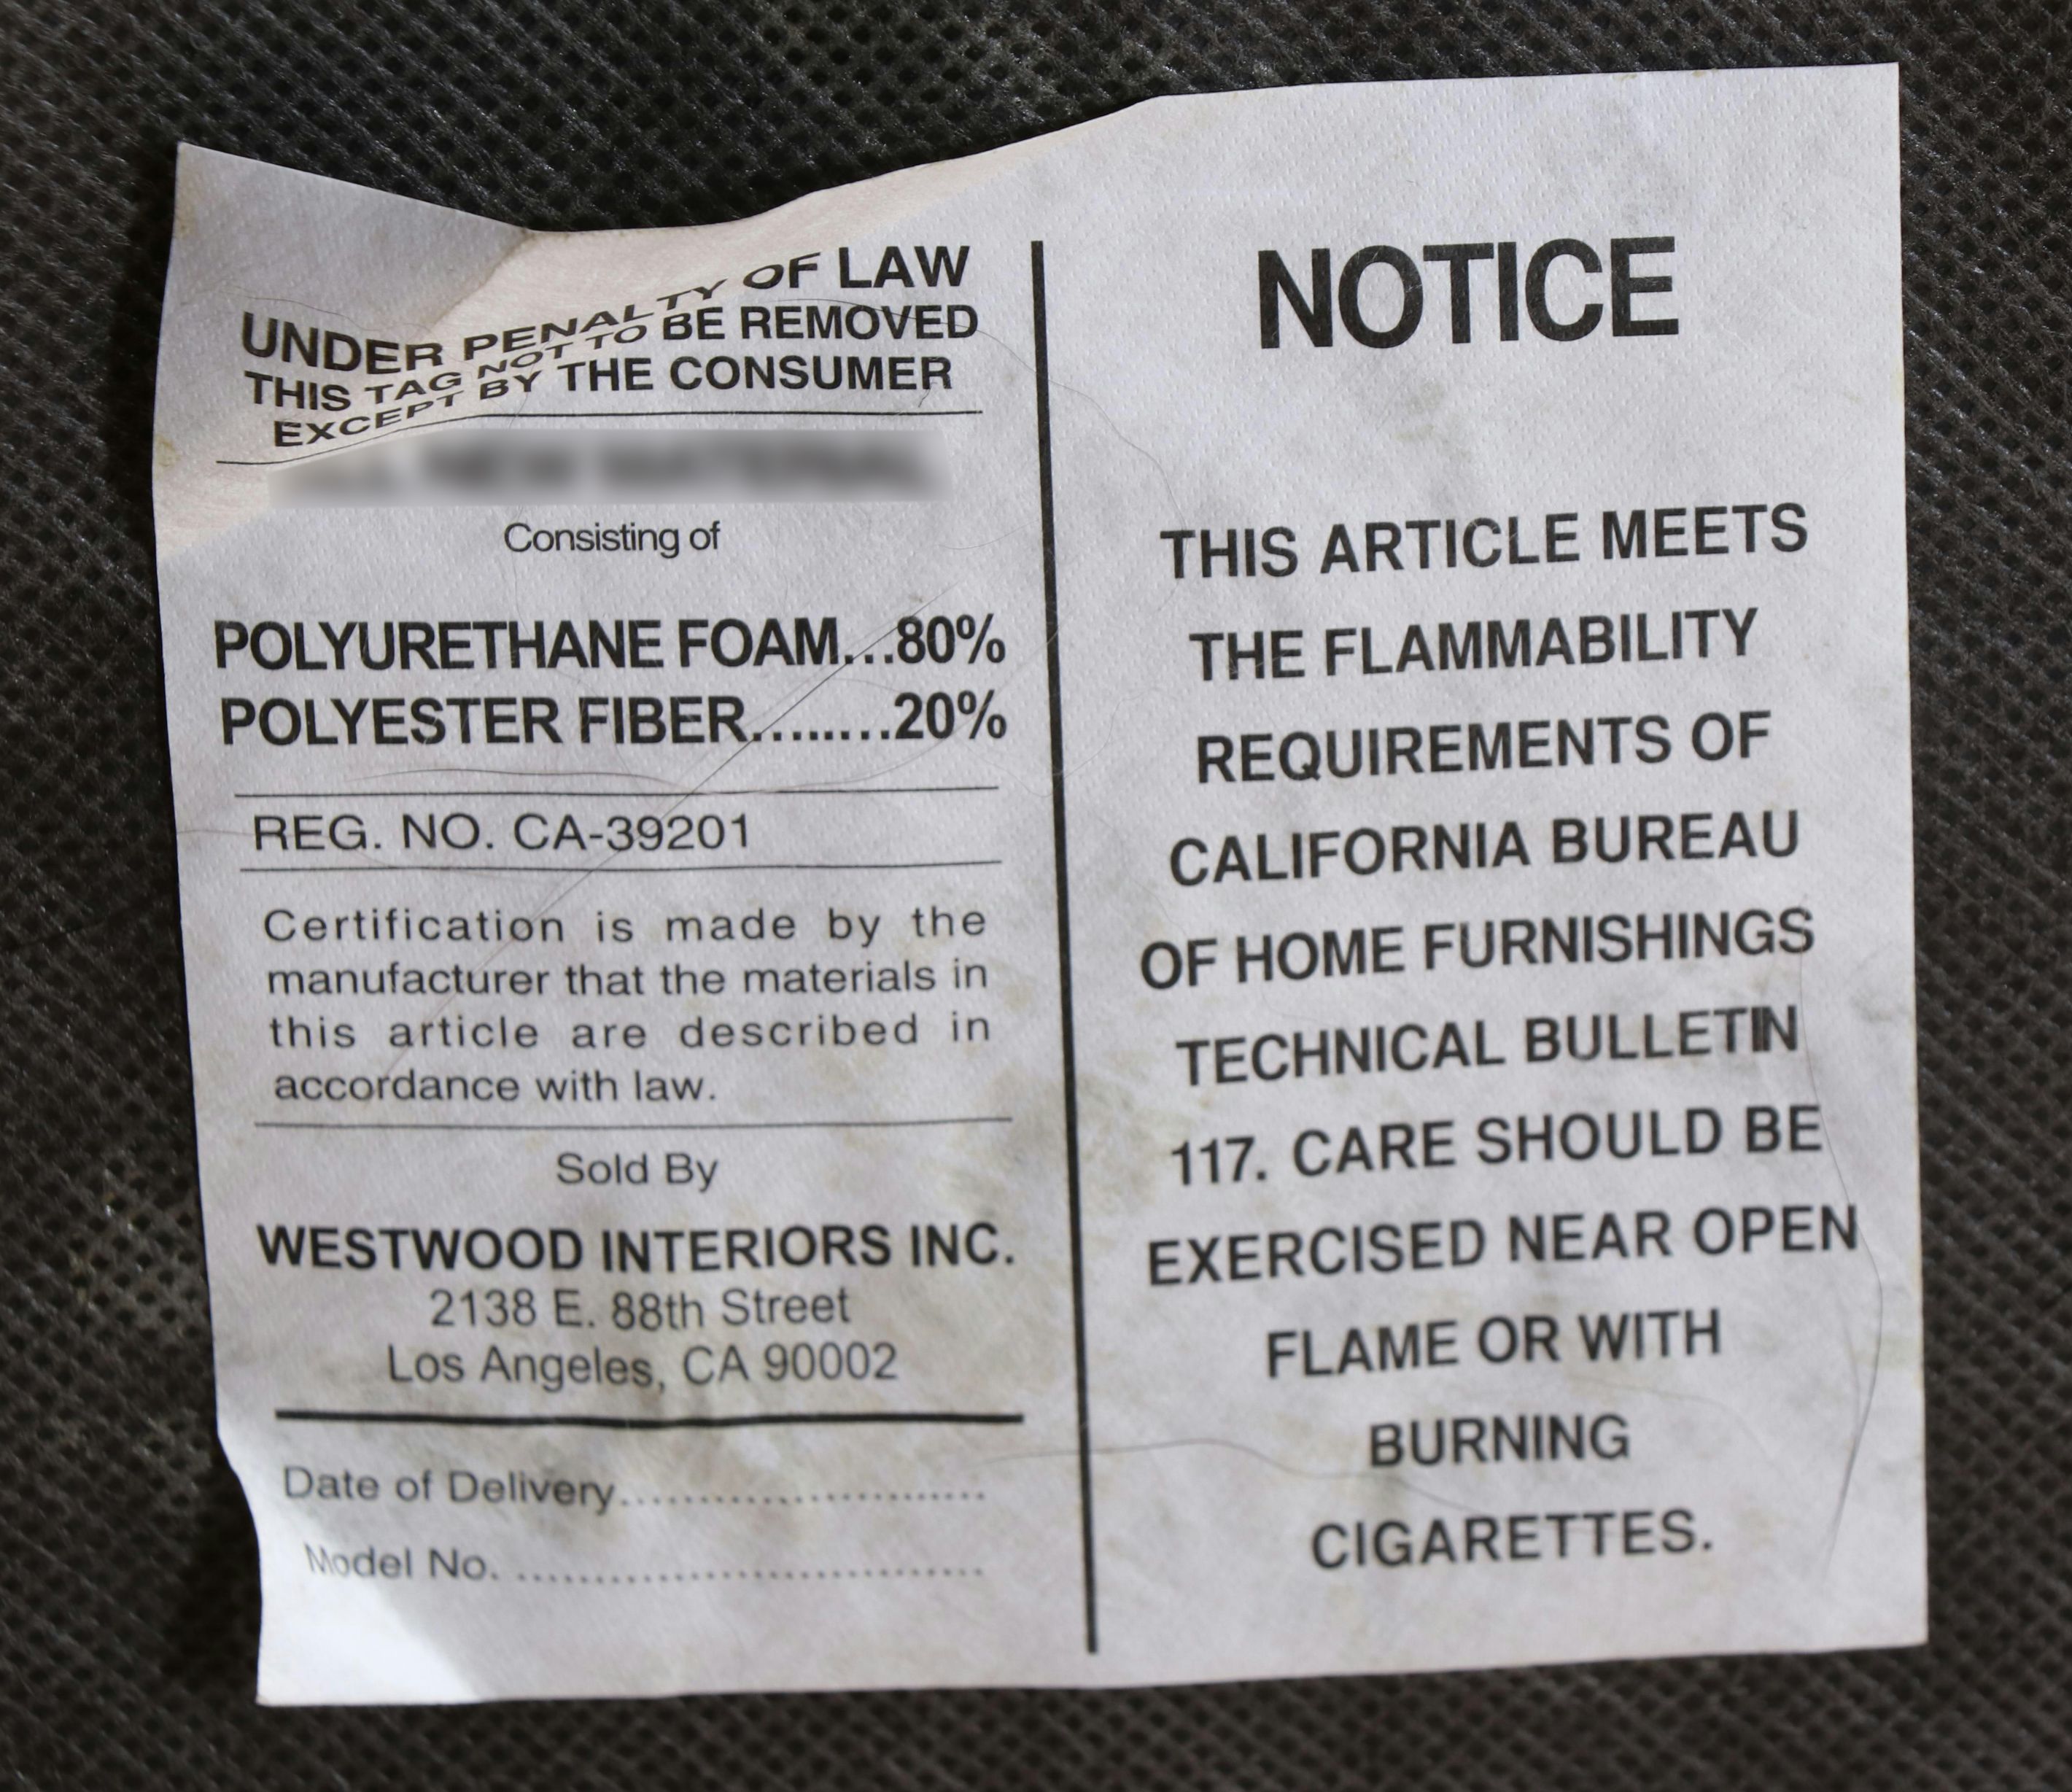 UNDER PENALTY OF LAW
THIS TAG NOT TO BE REMOVED
EXCEPT BY THE CONSUMER
Consisting of
POLYURETHANE FOAM...80%
POLYESTER FIBER.........20%
REG. NO. CA-39201
Certification is made by the
manufacturer that the materials in
this article are described in
accordance with law.
Sold By
WESTWOOD INTERIORS INC.
2138 E. 88th Street
Los Angeles, CA 90002
Date of Delivery........................
Model No. ..............................
NOTICE
THIS ARTICLE MEETS
THE FLAMMABILITY
REQUIREMENTS OF
CALIFORNIA BUREAU
OF HOME FURNISHINGS
TECHNICAL BULLETIN
117. CARE SHOULD BE
EXERCISED NEAR OPEN
FLAME OR WITH
BURNING
CIGARETTES.